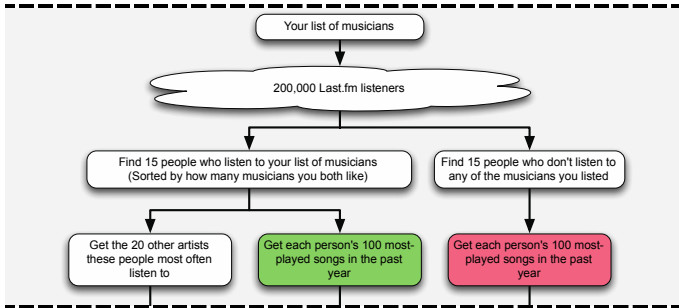 Your list of musicians
200,000 Last.fm listeners
Find 15 people who listen to your list of musicians
(Sorted by how many musicians you both like)
Find 15 people who don't listen to
any of the musicians you listed
Get the 20 other artists
these people most often
listen to
Get each person's 100 most-
played songs in the past
year
Get each person's 100 most-
played songs in the past
year